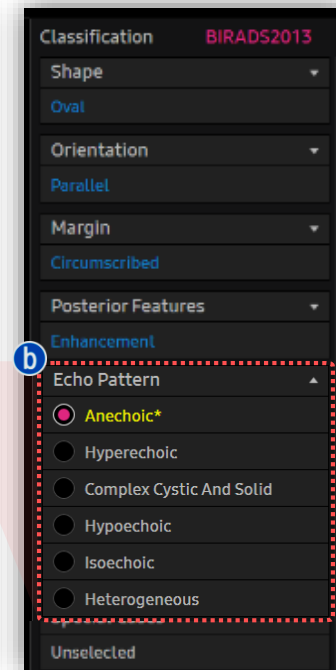 Classification BIRADS2013
Shape
Oval
Orientation
Parallel
Margin
Circumscribed
Posterior Features
Enhancement
b
Echo Pattern
Anechoic*
Hyperechoic
Complex Cystic And Solid
Hypoechoic
Isoechoic
Heterogeneous
Unselected